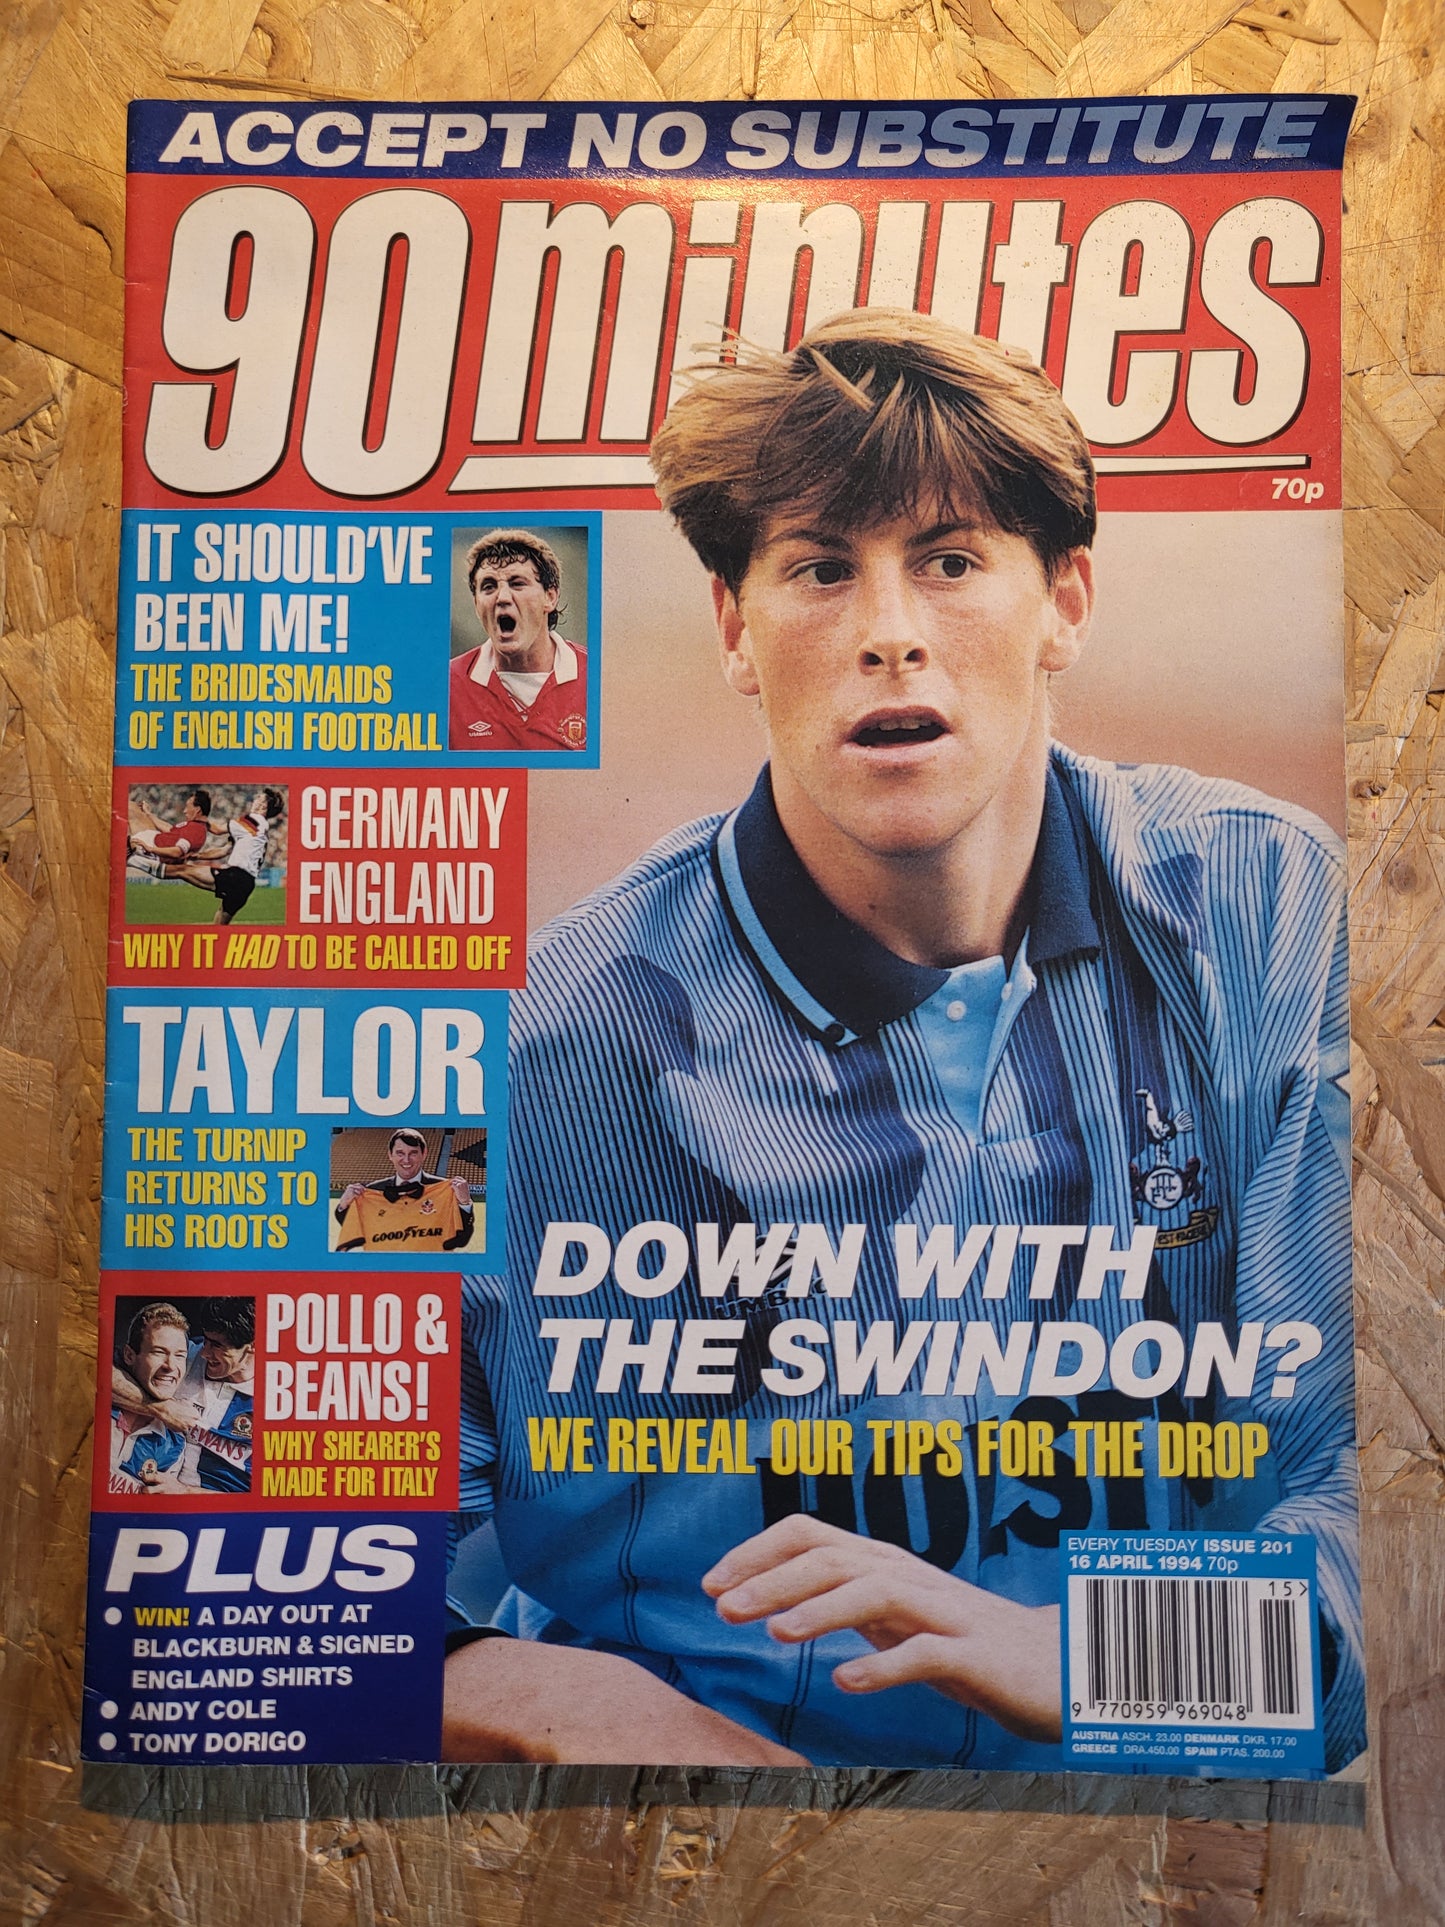 ACCEPT NO SUBSTITUTE
90 minutes
70p
IT SHOULD'VE
BEEN ME!
THE BRIDESMAIDS
OF ENGLISH FOOTBALL
UMBRO
GERMANY
ENGLAND
WHY IT HAD TO BE CALLED OFF
TAYLOR
THE TURNIP
RETURNS TO
HIS ROOTS
GOODYEAR
POLLO &
BEANS!
WHY SHEARER'S
MADE FOR ITALY
PLUS
• WIN! A DAY OUT AT
BLACKBURN & SIGNED
ENGLAND SHIRTS
• ANDY COLE
• TONY DORIGO
UMBRO
DOWN WITH
THE SWINDON?
WE REVEAL OUR TIPS FOR THE DROP
EVERY TUESDAY ISSUE 201
16 APRIL 1994 70p
15>
9 770959 969048
AUSTRIA ASCH. 23.00 DENMARK DKR. 17.00
GREECE DRA.450.00 SPAIN PTAS. 200.00